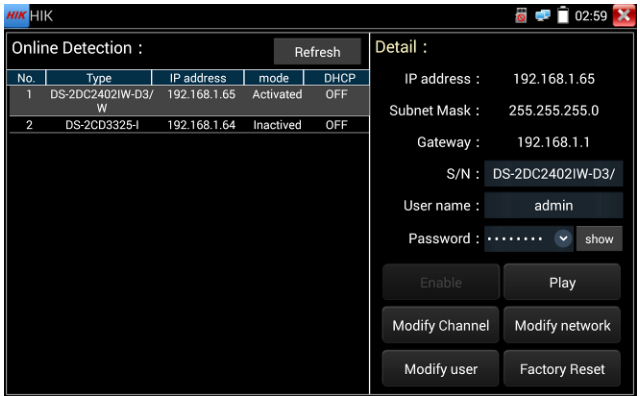 HIK HIK 02:59
Online Detection : Refresh
No. Type IP address mode DHCP
1 DS-2DC2402IW-D3/ 192.168.1.65 Activated OFF
W
2 DS-2CD3325-I 192.168.1.64 Inactived OFF
Detail :
IP address : 192.168.1.65
Subnet Mask : 255.255.255.0
Gateway : 192.168.1.1
S/N : DS-2DC2402IW-D3/
User name : admin
Password : •••••••• show
Enable Play
Modify Channel Modify network
Modify user Factory Reset